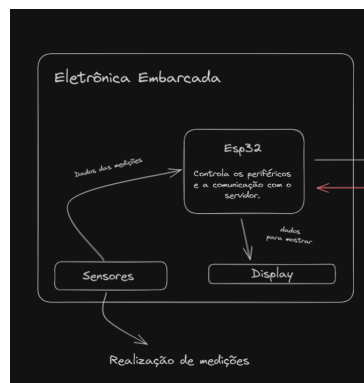 Eletrônica Embarcada
Dados das medições
Esp32
Controla os periféricos
e a comunicação com o
servidor.
dados
para mostrar
Sensores
Display
Realização de medições